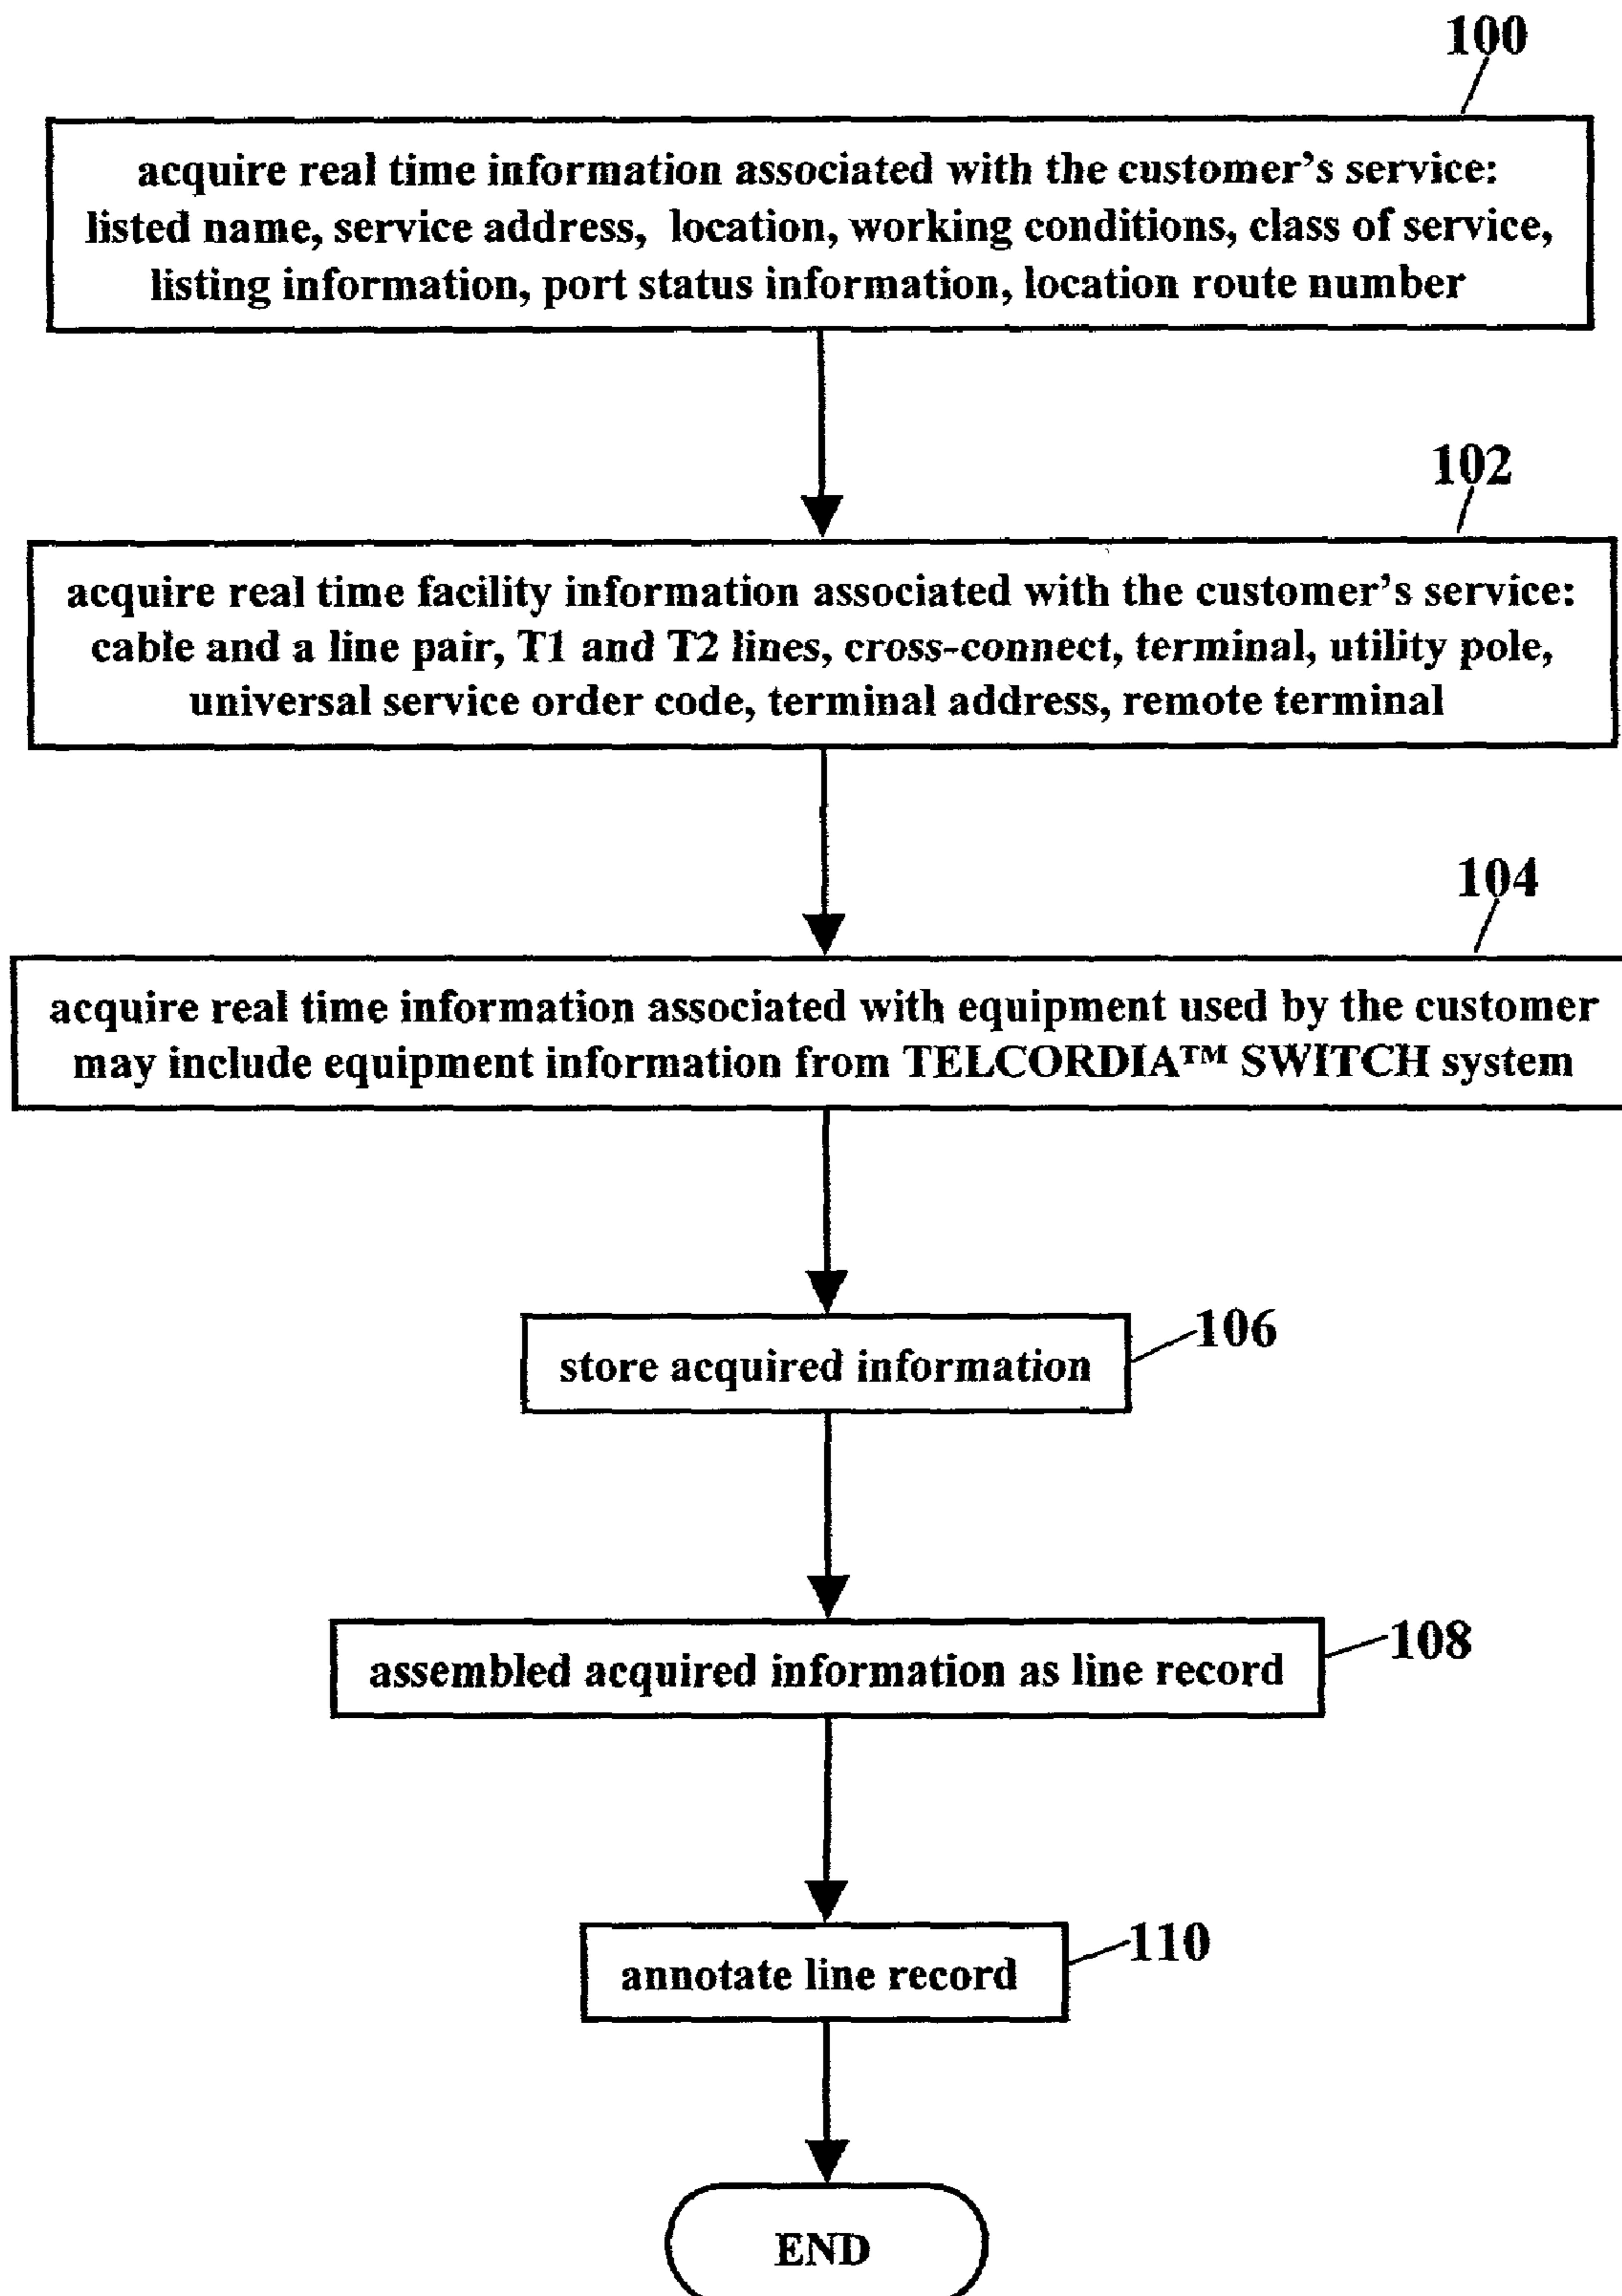 100
acquire real time information associated with the customer's service:
listed name, service address, location, working conditions, class of service,
listing information, port status information, location route number
102
acquire real time facility information associated with the customer's service:
cable and a line pair, T1 and T2 lines, cross-connect, terminal, utility pole,
universal service order code, terminal address, remote terminal
104
acquire real time information associated with equipment used by the customer
may include equipment information from TELCORDIA™ SWITCH system
106
store acquired information
108
assembled acquired information as line record
110
annotate line record
END